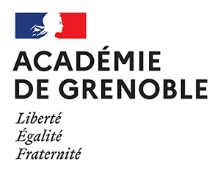 ACADÉMIE
DE GRENOBLE
Liberté
Égalité
Fraternité